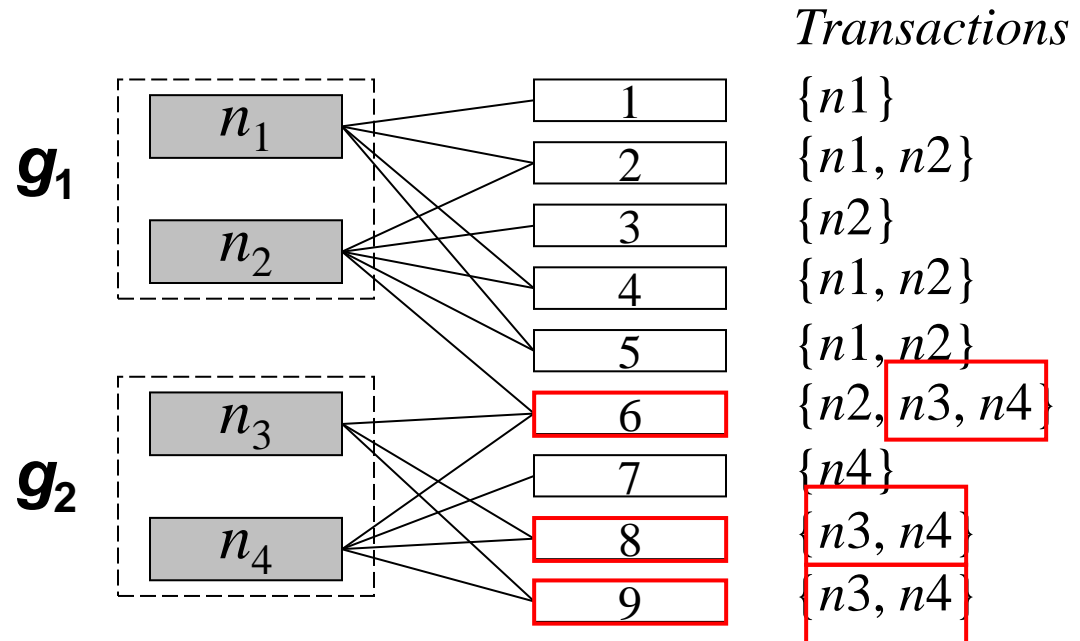 Transactions
n1 1 {n1}
g1 2 {n1, n2}
3 {n2}
n2 4 {n1, n2}
5 {n1, n2}
n3 6 {n2, n3, n4}
g2 7 {n4}
n4 8 {n3, n4}
9 {n3, n4}